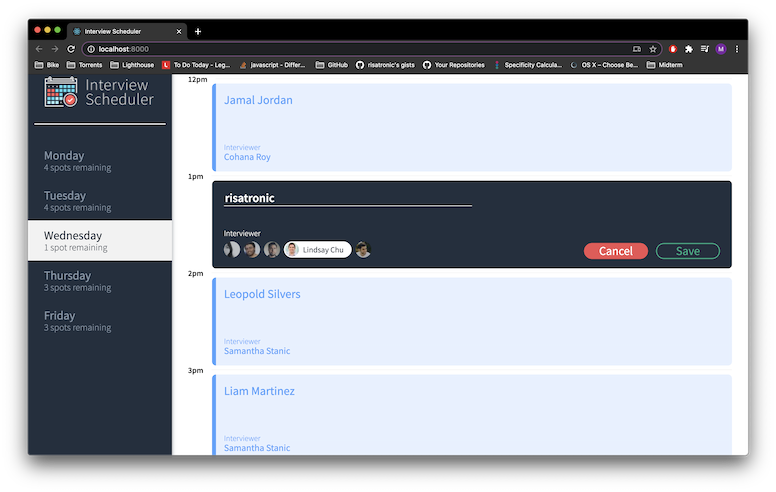 Interview Scheduler
localhost:8000
M
Bike
Torrents
Lighthouse
To Do Today - Leg...
javascript - Differ...
GitHub
risatronic's gists
Your Repositories
Specificity Calcula...
OS X – Choose Be...
Midterm
Interview
Scheduler
Monday
4 spots remaining
Tuesday
4 spots remaining
Wednesday
1 spot remaining
Thursday
3 spots remaining
Friday
3 spots remaining
12pm
Jamal Jordan
Interviewer
Cohana Roy
1pm
risatronic
Interviewer
Lindsay Chu
Cancel
Save
2pm
Leopold Silvers
Interviewer
Samantha Stanic
3pm
Liam Martinez
Interviewer
Samantha Stanic